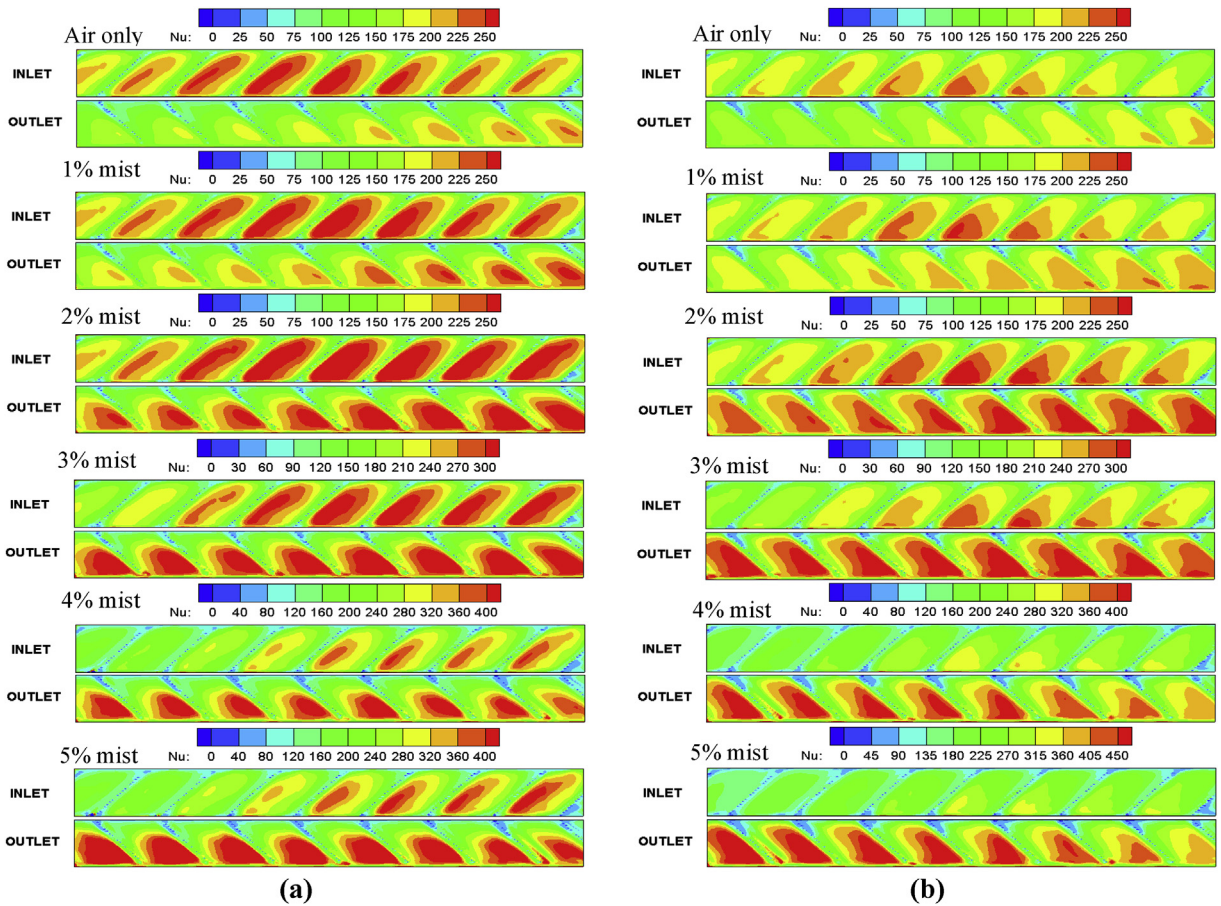 Air only
Nu: 0 25 50 75 100 125 150 175 200 225 250
INLET
OUTLET
1% mist
Nu: 0 25 50 75 100 125 150 175 200 225 250
INLET
OUTLET
2% mist
Nu: 0 25 50 75 100 125 150 175 200 225 250
INLET
OUTLET
3% mist
Nu: 0 30 60 90 120 150 180 210 240 270 300
INLET
OUTLET
4% mist
Nu: 0 40 80 120 160 200 240 280 320 360 400
INLET
OUTLET
5% mist
Nu: 0 40 80 120 160 200 240 280 320 360 400
INLET
OUTLET
(a)
Air only
Nu: 0 25 50 75 100 125 150 175 200 225 250
INLET
OUTLET
1% mist
Nu: 0 25 50 75 100 125 150 175 200 225 250
INLET
OUTLET
2% mist
Nu: 0 25 50 75 100 125 150 175 200 225 250
INLET
OUTLET
3% mist
Nu: 0 30 60 90 120 150 180 210 240 270 300
INLET
OUTLET
4% mist
Nu: 0 40 80 120 160 200 240 280 320 360 400
INLET
OUTLET
5% mist
Nu: 0 45 90 135 180 225 270 315 360 405 450
INLET
OUTLET
(b)